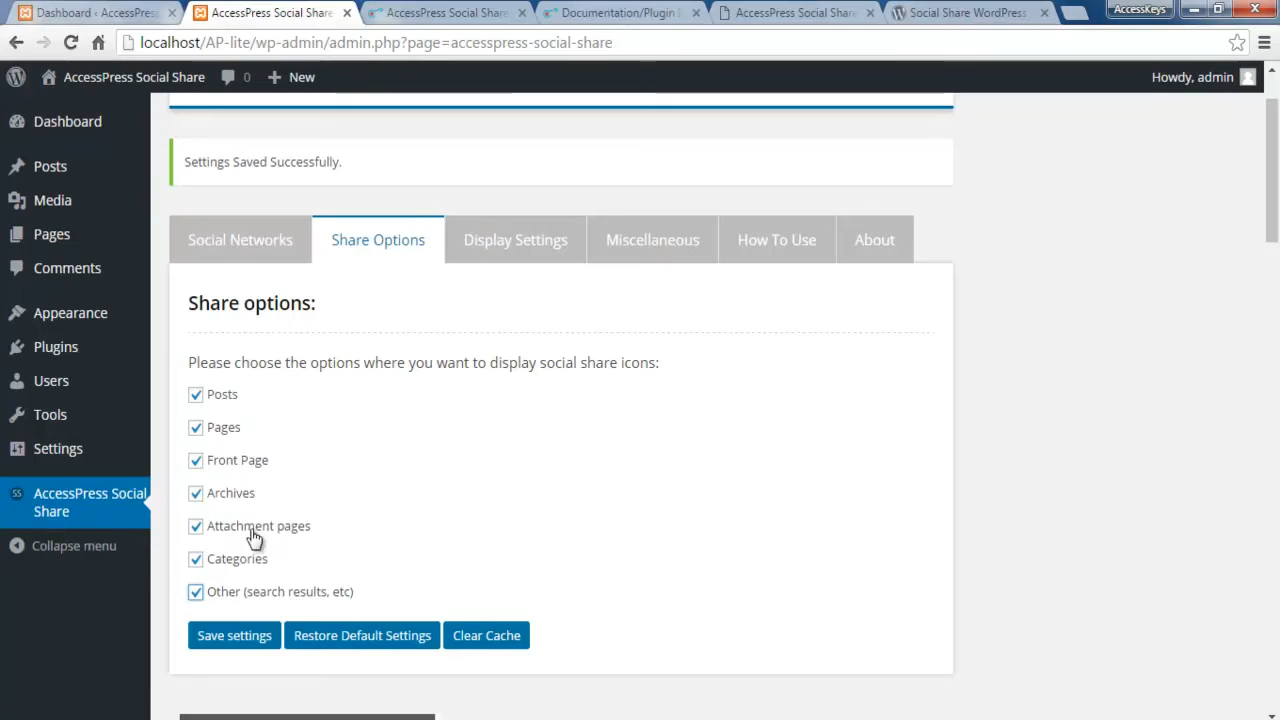 Dashboard ‹ AccessPres
AccessPress Social Share
AccessPress Social Share
Documentation/Plugin
AccessPress Social Share
Social Share WordPress
AccessKeys
localhost/AP-lite/wp-admin/admin.php?page=accesspress-social-share
AccessPress Social Share 0 New Howdy, admin
Dashboard
Posts
Media
Pages
Comments
Appearance
Plugins
Users
Tools
Settings
SS AccessPress Social
Share
Collapse menu
Settings Saved Successfully.
Social Networks Share Options Display Settings Miscellaneous How To Use About
Share options:
Please choose the options where you want to display social share icons:
Posts
Pages
Front Page
Archives
Attachment pages
Categories
Other (search results, etc)
Save settings Restore Default Settings Clear Cache